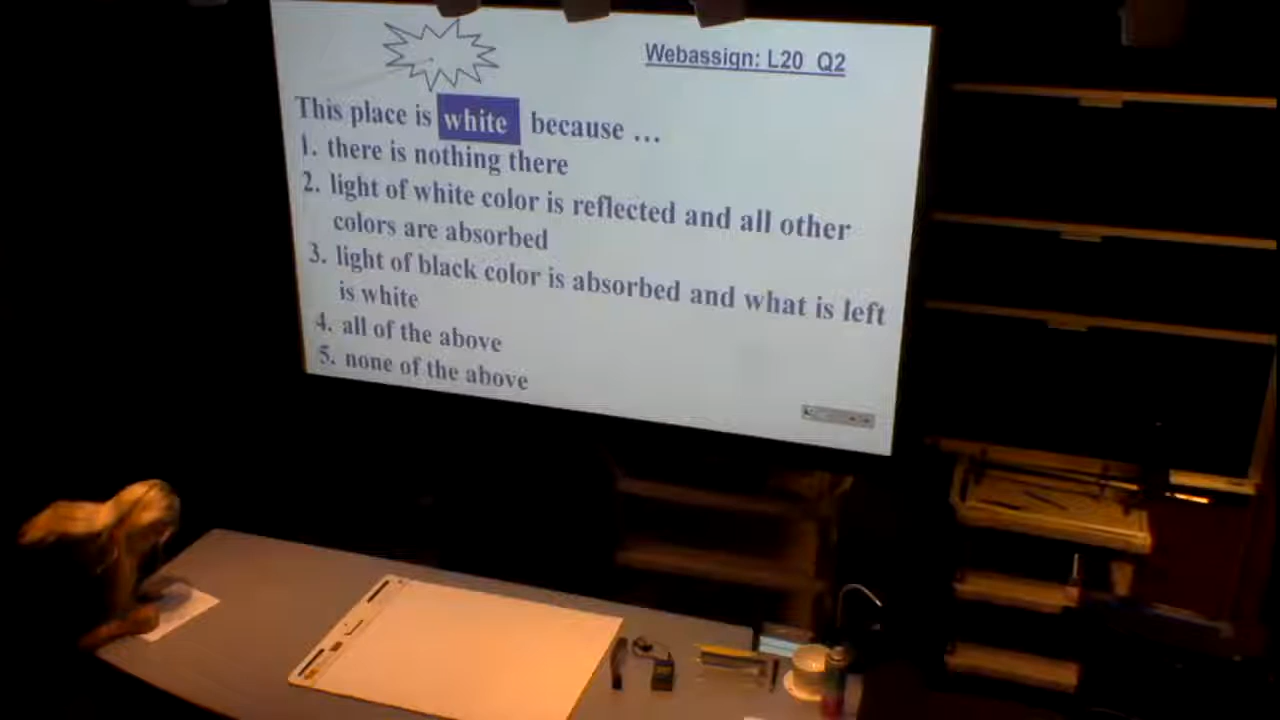 Webassign: L20 Q2
This place is white because ...
1. there is nothing there
2. light of white color is reflected and all other
colors are absorbed
3. light of black color is absorbed and what is left
is white
4. all of the above
5. none of the above